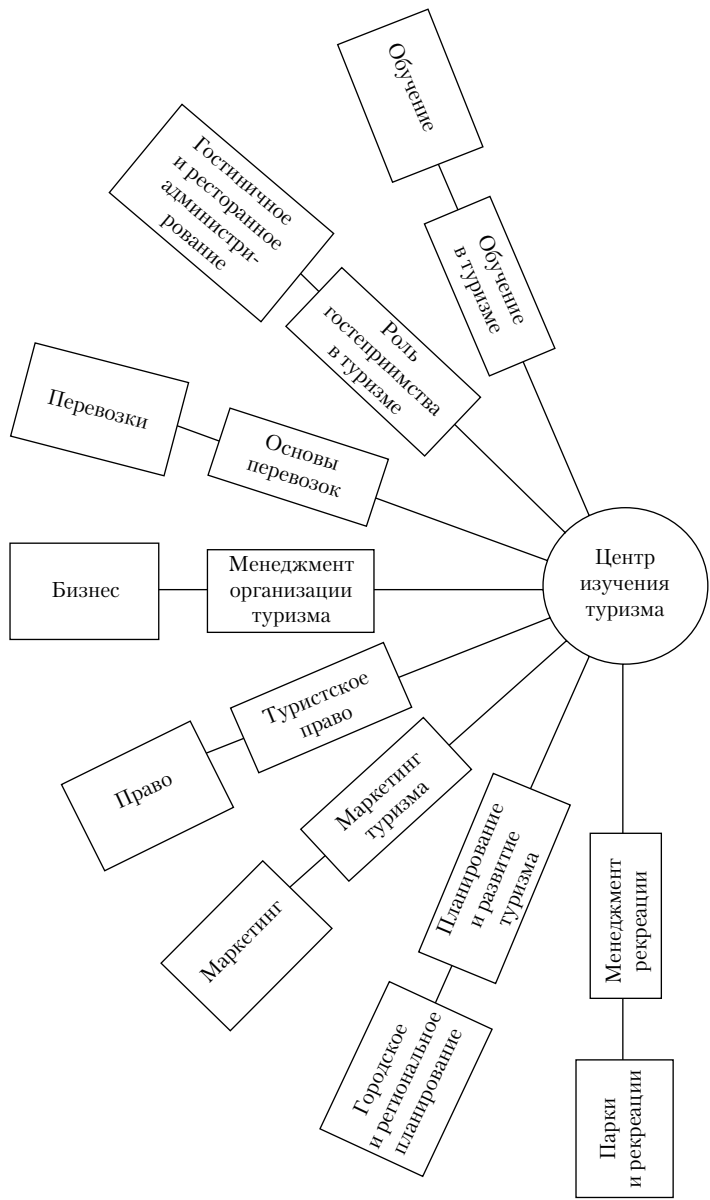 Обучение
Обучение
в туризме
Гостиничное
и ресторанное
администри-
рование
Роль
гостеприимства
в туризме
Перевозки
Основы
перевозок
Бизнес
Менеджмент
организации
туризма
Центр
изучения
туризма
Туристское
право
Право
Маркетинг
туризма
Маркетинг
Планирование
и развитие
туризма
Городское
и региональное
планирование
Менеджмент
рекреации
Парки
и рекреации